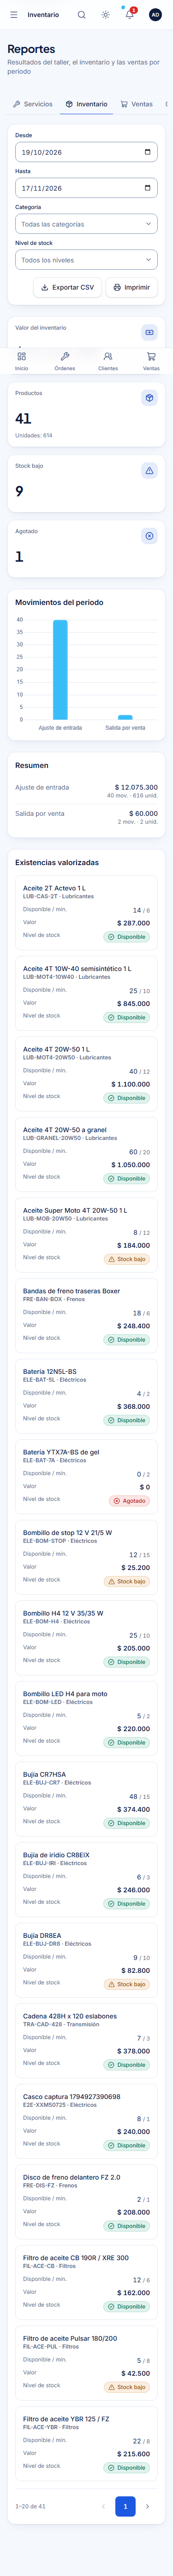 Inventario
1
AD
Reportes
Resultados del taller, el inventario y las ventas por
periodo
Servicios
Inventario
Ventas
Desde
19/10/2026
Hasta
17/11/2026
Categoría
Todas las categorías
Nivel de stock
Todos los niveles
Exportar CSV
Imprimir
Valor del inventario
Inicio
Órdenes
Clientes
Ventas
Productos
41
Unidades: 614
Stock bajo
9
Agotado
1
Movimientos del periodo
40
35
30
25
20
15
10
5
0
Ajuste de entrada
Salida por venta
Resumen
Ajuste de entrada
$ 12.075.300
40 mov. · 616 unid.
Salida por venta
$ 60.000
2 mov. · 2 unid.
Existencias valorizadas
Aceite 2T Actevo 1 L
LUB-CAS-2T · Lubricantes
Disponible / mín.
14 / 6
Valor
$ 287.000
Nivel de stock
Disponible
Aceite 4T 10W-40 semisintético 1 L
LUB-MOT4-10W40 · Lubricantes
Disponible / mín.
25 / 10
Valor
$ 845.000
Nivel de stock
Disponible
Aceite 4T 20W-50 1 L
LUB-MOT4-20W50 · Lubricantes
Disponible / mín.
40 / 12
Valor
$ 1.100.000
Nivel de stock
Disponible
Aceite 4T 20W-50 a granel
LUB-GRANEL-20W50 · Lubricantes
Disponible / mín.
60 / 20
Valor
$ 1.050.000
Nivel de stock
Disponible
Aceite Super Moto 4T 20W-50 1 L
LUB-MOB-20W50 · Lubricantes
Disponible / mín.
8 / 12
Valor
$ 184.000
Nivel de stock
Stock bajo
Bandas de freno traseras Boxer
FRE-BAN-BOX · Frenos
Disponible / mín.
18 / 6
Valor
$ 248.400
Nivel de stock
Disponible
Batería 12N5L-BS
ELE-BAT-5L · Eléctricos
Disponible / mín.
4 / 2
Valor
$ 368.000
Nivel de stock
Disponible
Batería YTX7A-BS de gel
ELE-BAT-7A · Eléctricos
Disponible / mín.
0 / 2
Valor
$ 0
Nivel de stock
Agotado
Bombillo de stop 12 V 21/5 W
ELE-BOM-STOP · Eléctricos
Disponible / mín.
12 / 15
Valor
$ 25.200
Nivel de stock
Stock bajo
Bombillo H4 12 V 35/35 W
ELE-BOM-H4 · Eléctricos
Disponible / mín.
25 / 10
Valor
$ 205.000
Nivel de stock
Disponible
Bombillo LED H4 para moto
ELE-BOM-LED · Eléctricos
Disponible / mín.
5 / 2
Valor
$ 220.000
Nivel de stock
Disponible
Bujía CR7HSA
ELE-BUJ-CR7 · Eléctricos
Disponible / mín.
48 / 15
Valor
$ 374.400
Nivel de stock
Disponible
Bujía de iridio CR8EIX
ELE-BUJ-IRI · Eléctricos
Disponible / mín.
6 / 3
Valor
$ 246.000
Nivel de stock
Disponible
Bujía DR8EA
ELE-BUJ-DR8 · Eléctricos
Disponible / mín.
9 / 10
Valor
$ 82.800
Nivel de stock
Stock bajo
Cadena 428H x 120 eslabones
TRA-CAD-428 · Transmisión
Disponible / mín.
7 / 3
Valor
$ 378.000
Nivel de stock
Disponible
Casco captura 1794927390698
E2E-XXM50725 · Eléctricos
Disponible / mín.
8 / 1
Valor
$ 240.000
Nivel de stock
Disponible
Disco de freno delantero FZ 2.0
FRE-DIS-FZ · Frenos
Disponible / mín.
2 / 1
Valor
$ 208.000
Nivel de stock
Disponible
Filtro de aceite CB 190R / XRE 300
FIL-ACE-CB · Filtros
Disponible / mín.
12 / 6
Valor
$ 162.000
Nivel de stock
Disponible
Filtro de aceite Pulsar 180/200
FIL-ACE-PUL · Filtros
Disponible / mín.
5 / 8
Valor
$ 42.500
Nivel de stock
Stock bajo
Filtro de aceite YBR 125 / FZ
FIL-ACE-YBR · Filtros
Disponible / mín.
22 / 8
Valor
$ 215.600
Nivel de stock
Disponible
1–20 de 41
1